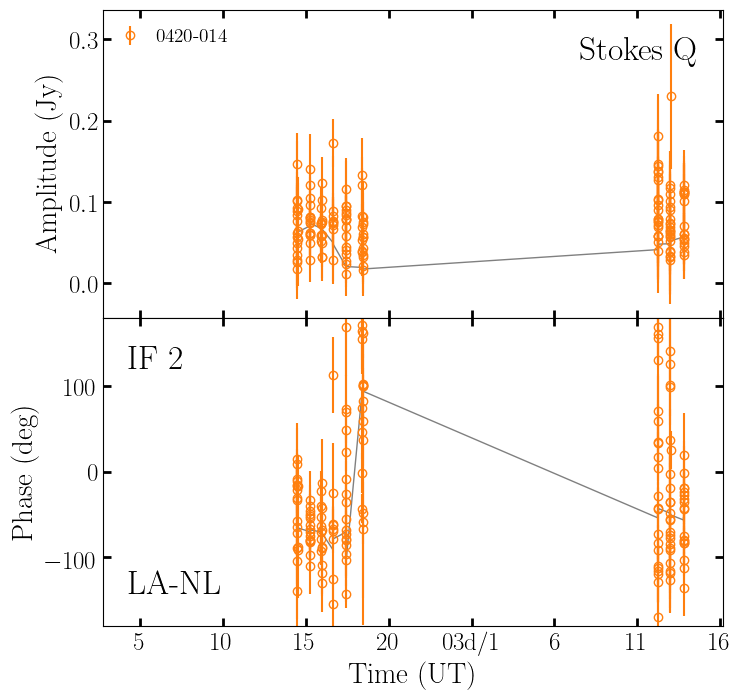 0420-014
Stokes Q
0.3
0.2
0.1
0.0
Amplitude (Jy)
IF 2
100
0
−100
Phase (deg)
LA-NL
5 10 15 20 03d/1 6 11 16
Time (UT)